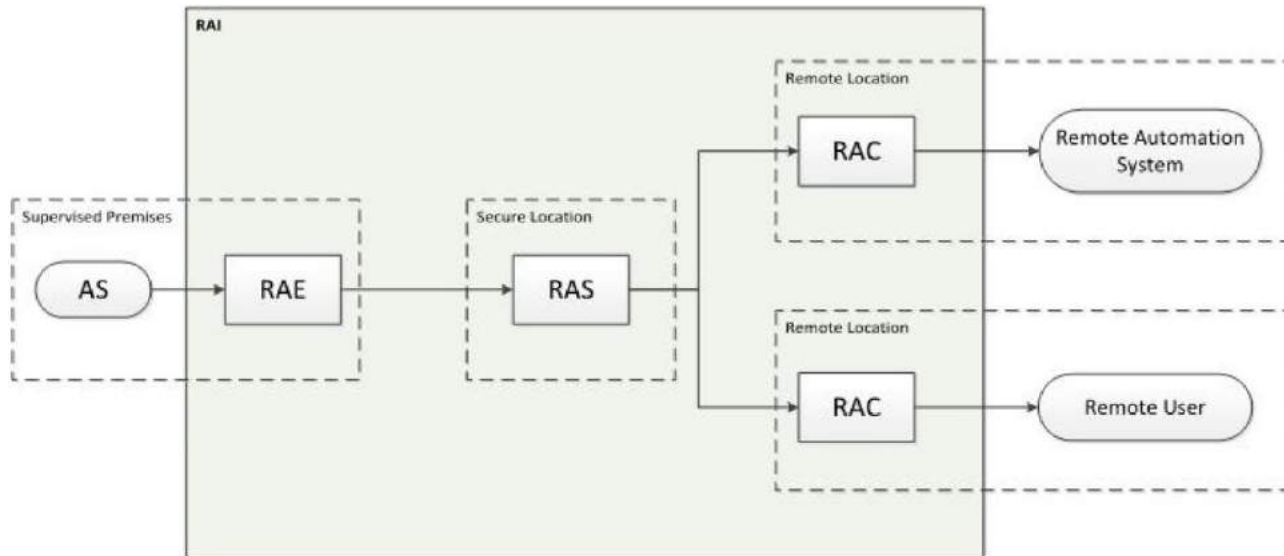 RAI
Supervised Premises
AS
RAE
Secure Location
RAS
Remote Location
RAC
Remote Automation
System
Remote Location
RAC
Remote User